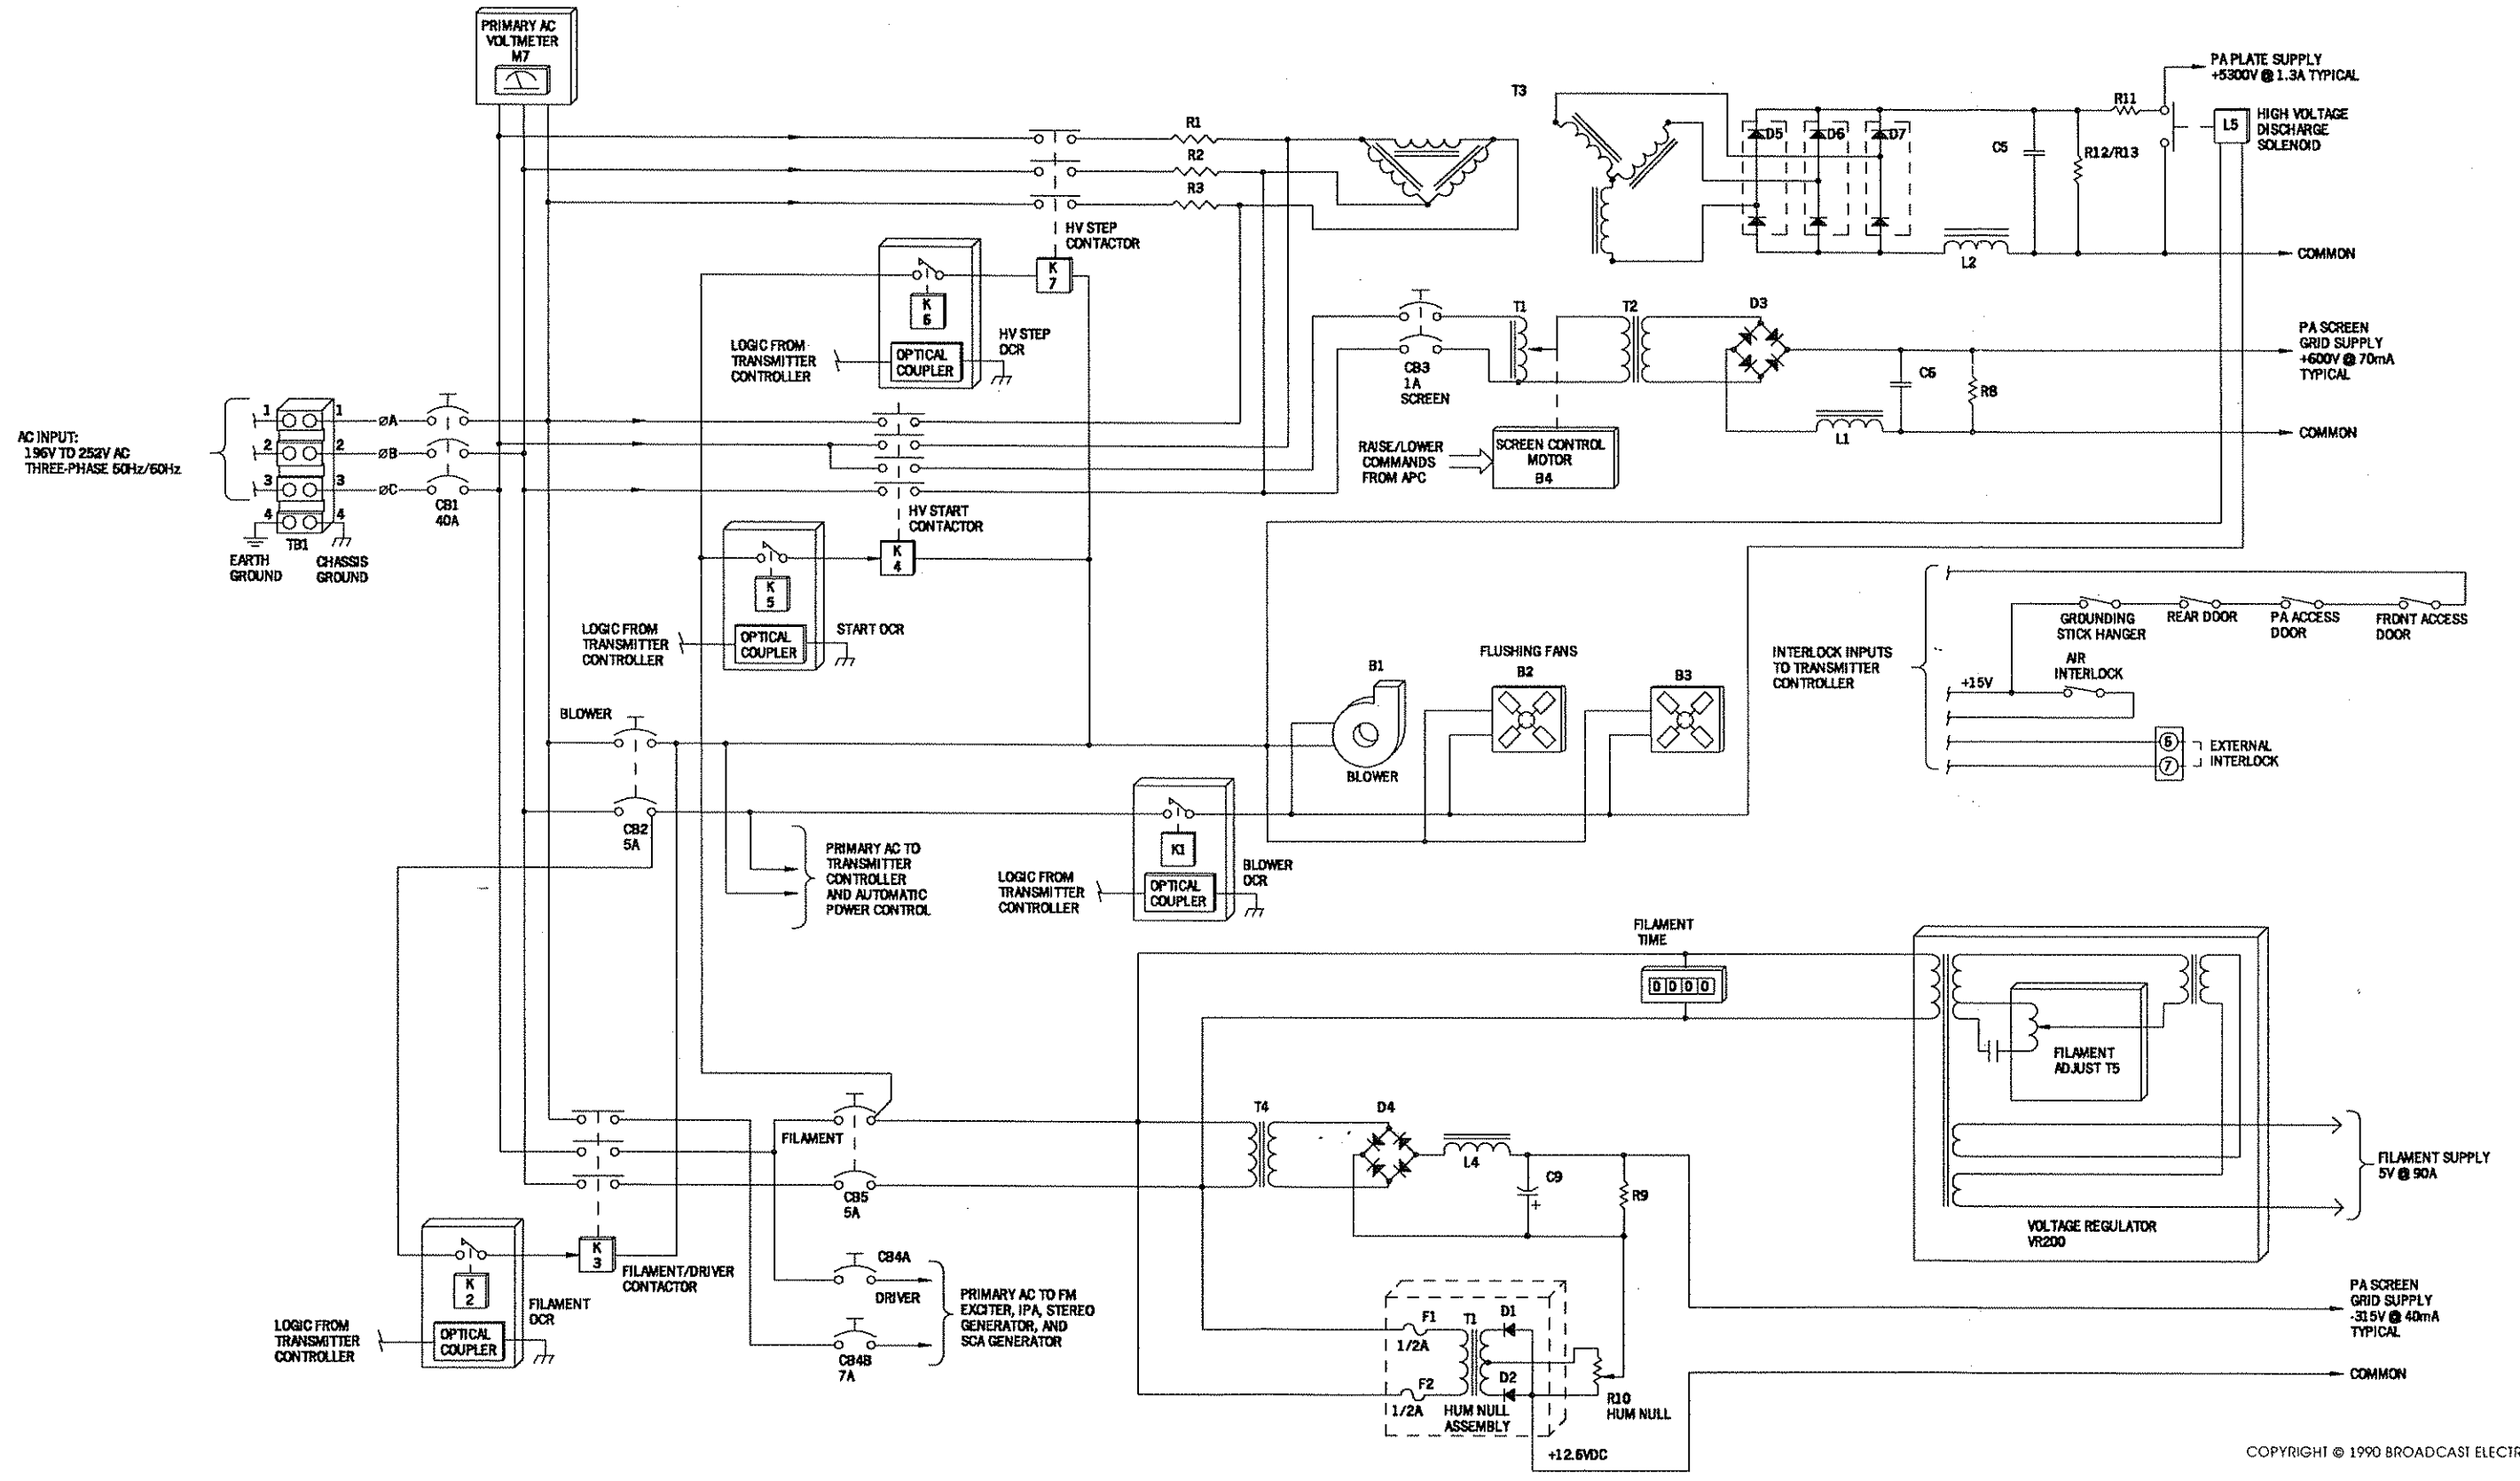 PRIMARY AC
VOLTMETER
M7
PA PLATE SUPPLY
+5300V @ 1.3A TYPICAL
T3
R11
L5
HIGH VOLTAGE
DISCHARGE
SOLENOID
R1
R2
R3
D5
D6
D7
C5
R12/R13
HV STEP
CONTACTOR
K
7
L2
COMMON
K
6
HV STEP
OCR
LOGIC FROM
TRANSMITTER
CONTROLLER
OPTICAL
COUPLER
CB3
1A
SCREEN
T1
T2
D3
C6
R8
L1
PA SCREEN
GRID SUPPLY
+600V @ 70mA
TYPICAL
COMMON
AC INPUT:
196V TO 252V AC
THREE-PHASE 50Hz/60Hz
1
2
3
4
1
2
3
4
TB1
EARTH
GROUND
CHASSIS
GROUND
øA
øB
øC
CB1
40A
RAISE/LOWER
COMMANDS
FROM APC
SCREEN CONTROL
MOTOR
B4
HV START
CONTACTOR
K
4
K
5
START OCR
LOGIC FROM
TRANSMITTER
CONTROLLER
OPTICAL
COUPLER
GROUNDING
STICK HANGER
REAR DOOR
PA ACCESS
DOOR
FRONT ACCESS
DOOR
INTERLOCK INPUTS
TO TRANSMITTER
CONTROLLER
AIR
INTERLOCK
+15V
6
7
EXTERNAL
INTERLOCK
B1
BLOWER
FLUSHING FANS
B2
B3
BLOWER
CB2
5A
PRIMARY AC TO
TRANSMITTER
CONTROLLER
AND AUTOMATIC
POWER CONTROL
K1
BLOWER
OCR
LOGIC FROM
TRANSMITTER
CONTROLLER
OPTICAL
COUPLER
FILAMENT
TIME
0 0 0 0
FILAMENT
ADJUST T5
VOLTAGE REGULATOR
VR200
FILAMENT SUPPLY
5V @ 90A
FILAMENT
CB5
5A
T4
D4
L4
C9
+
R9
K
3
FILAMENT/DRIVER
CONTACTOR
K
2
FILAMENT
OCR
LOGIC FROM
TRANSMITTER
CONTROLLER
OPTICAL
COUPLER
CB4A
DRIVER
CB4B
7A
PRIMARY AC TO FM
EXCITER, IPA, STEREO
GENERATOR, AND
SCA GENERATOR
F1
1/2A
F2
1/2A
T1
D1
D2
HUM NULL
ASSEMBLY
R10
HUM NULL
+12.6VDC
PA SCREEN
GRID SUPPLY
-315V @ 40mA
TYPICAL
COMMON
COPYRIGHT © 1990 BROADCAST ELECTR